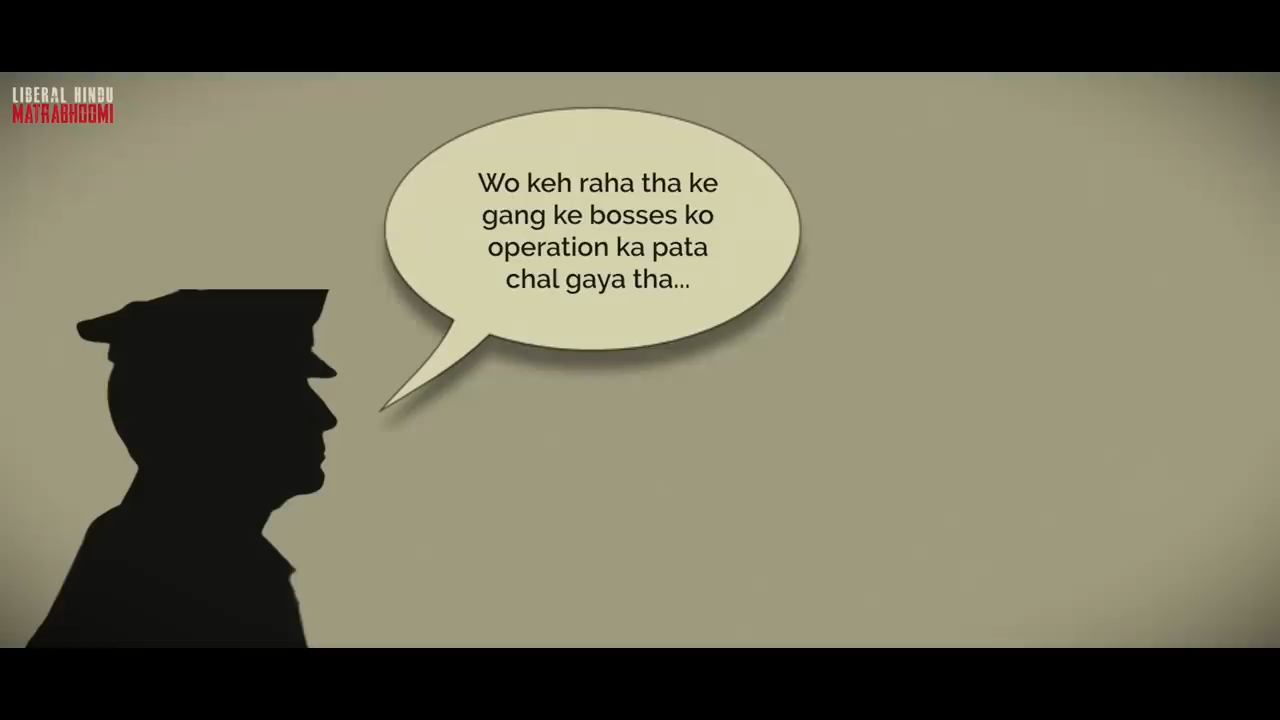 LIBERAL HINDU
MATRABHOOMI
Wo keh raha tha ke
gang ke bosses ko
operation ka pata
chal gaya tha...